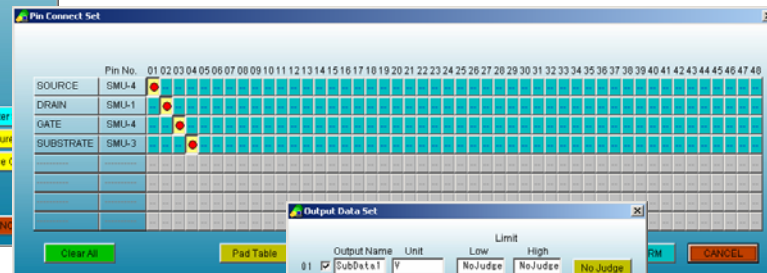 Pin Connect Set
Pin No. 01 02 03 04 05 06 07 08 09 10 11 12 13 14 15 16 17 18 19 20 21 22 23 24 25 26 27 28 29 30 31 32 33 34 35 36 37 38 39 40 41 42 43 44 45 46 47 48
SOURCE SMU-4
DRAIN SMU-1
GATE SMU-4
SUBSTRATE SMU-3
Output Data Set
Limit
Output Name Unit Low High
01 SubData1 V NoJudge NoJudge No Judge
Clear All Pad Table RM CANCEL